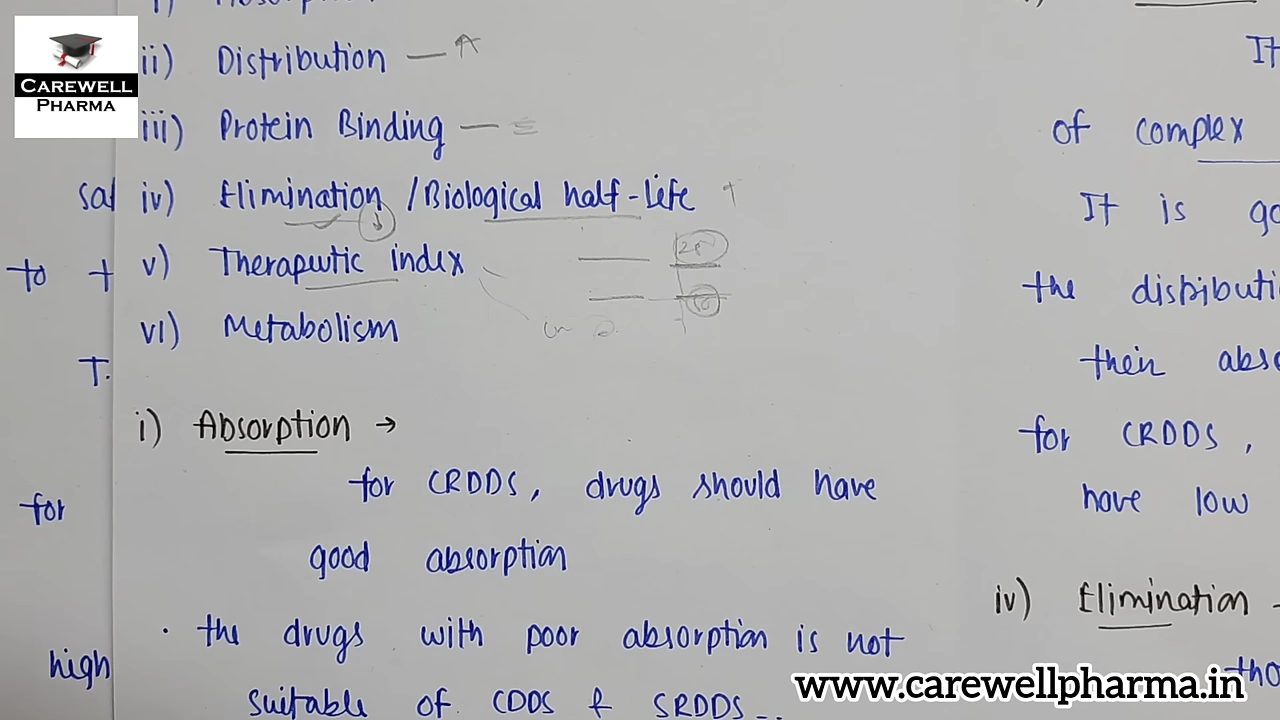 CAREWELL
PHARMA
ii) Distribution —
iii) Protein Binding —
iv) Elimination /Biological half-Life
v) Therapeutic index
vi) Metabolism
i) Absorption →
for CRDDS, drugs should have
good absorption
· the drugs with poor absorption is not
suitable of CDDS & SRDDS..
to
for
high
It
of complex
It is
the
their
for CRDDS,
have low
iv) Elimination
www.carewellpharma.in